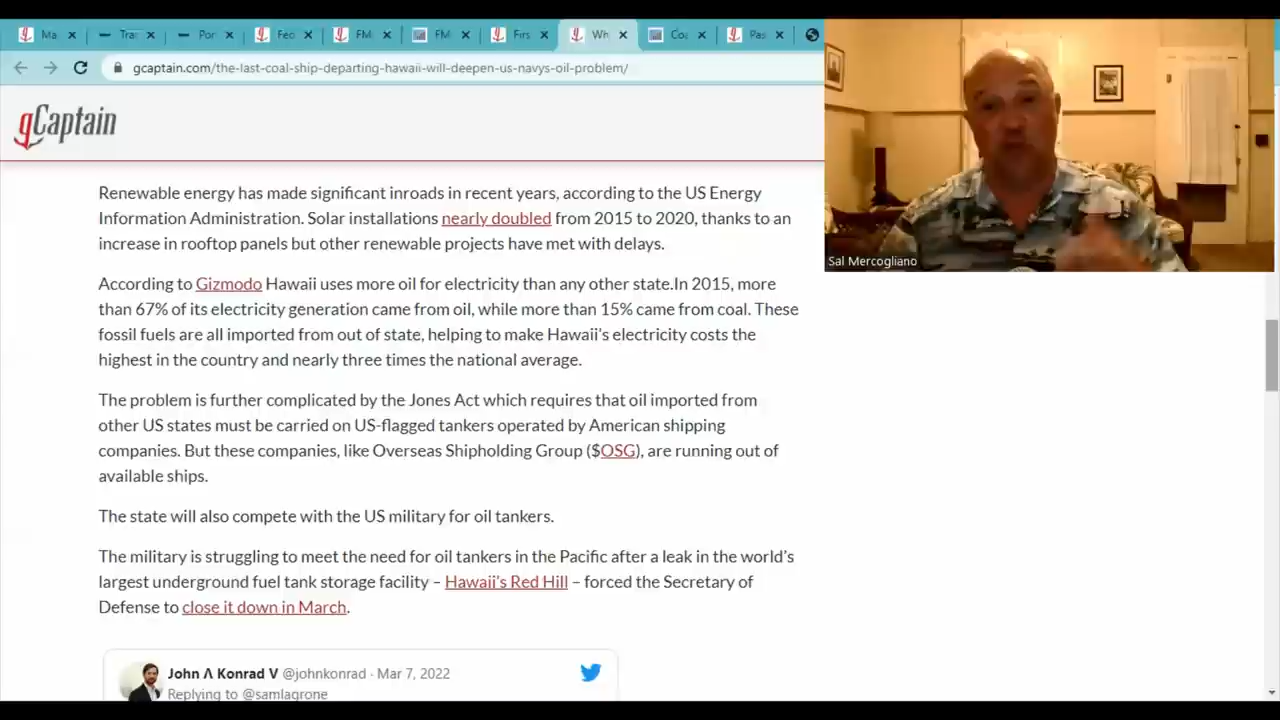 Ma
Tra
Por
Feo
FM
FM
Firs
Wh
Coa
Pas
gcaptain.com/the-last-coal-ship-departing-hawaii-will-deepen-us-navys-oil-problem/
gCaptain
Sal Mercogliano
Renewable energy has made significant inroads in recent years, according to the US Energy
Information Administration. Solar installations nearly doubled from 2015 to 2020, thanks to an
increase in rooftop panels but other renewable projects have met with delays.
According to Gizmodo Hawaii uses more oil for electricity than any other state.In 2015, more
than 67% of its electricity generation came from oil, while more than 15% came from coal. These
fossil fuels are all imported from out of state, helping to make Hawaii's electricity costs the
highest in the country and nearly three times the national average.
The problem is further complicated by the Jones Act which requires that oil imported from
other US states must be carried on US-flagged tankers operated by American shipping
companies. But these companies, like Overseas Shipholding Group ($OSG), are running out of
available ships.
The state will also compete with the US military for oil tankers.
The military is struggling to meet the need for oil tankers in the Pacific after a leak in the world's
largest underground fuel tank storage facility – Hawaii's Red Hill – forced the Secretary of
Defense to close it down in March.
John Λ Konrad V @johnkonrad · Mar 7, 2022
Replying to @samlagrone